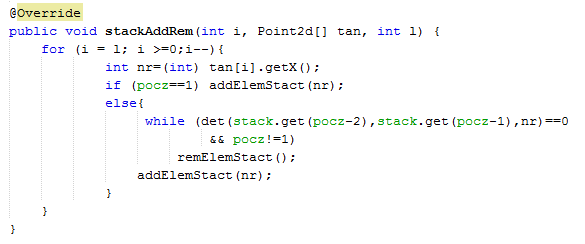 @Override
public void stackAddRem(int i, Point2d[] tan, int l) {
for (i = l; i >=0;i--){
int nr=(int) tan[i].getX();
if (pocz==1) addElemStact(nr);
else{
while (det(stack.get(pocz-2),stack.get(pocz-1),nr)==0
&& pocz!=1)
remElemStact();
addElemStact(nr);
}
}
}